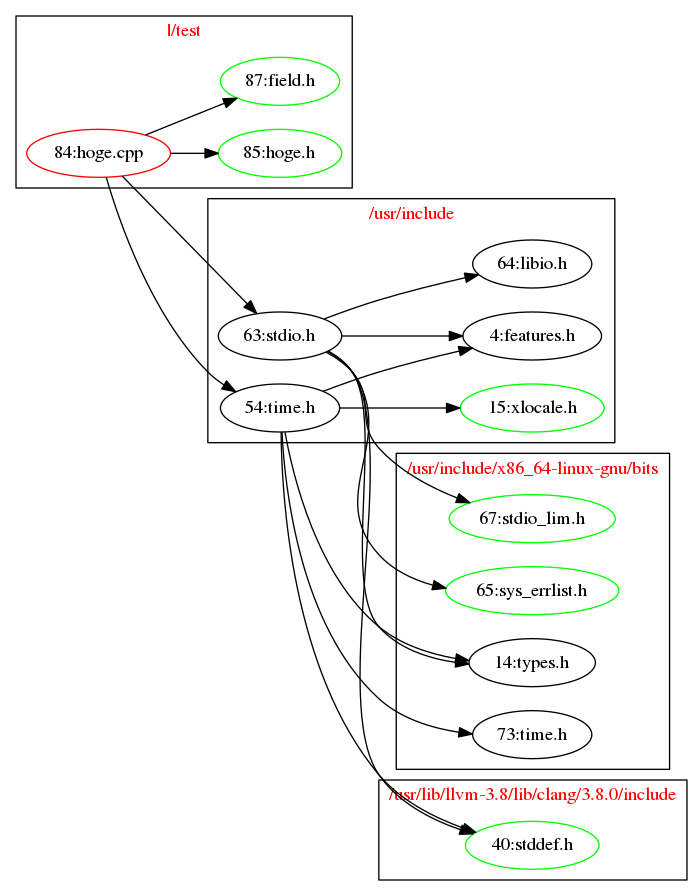 l/test
87:field.h
84:hoge.cpp
85:hoge.h
/usr/include
64:libio.h
63:stdio.h
4:features.h
54:time.h
15:xlocale.h
/usr/include/x86_64-linux-gnu/bits
67:stdio_lim.h
65:sys_errlist.h
14:types.h
73:time.h
/usr/lib/llvm-3.8/lib/clang/3.8.0/include
40:stddef.h